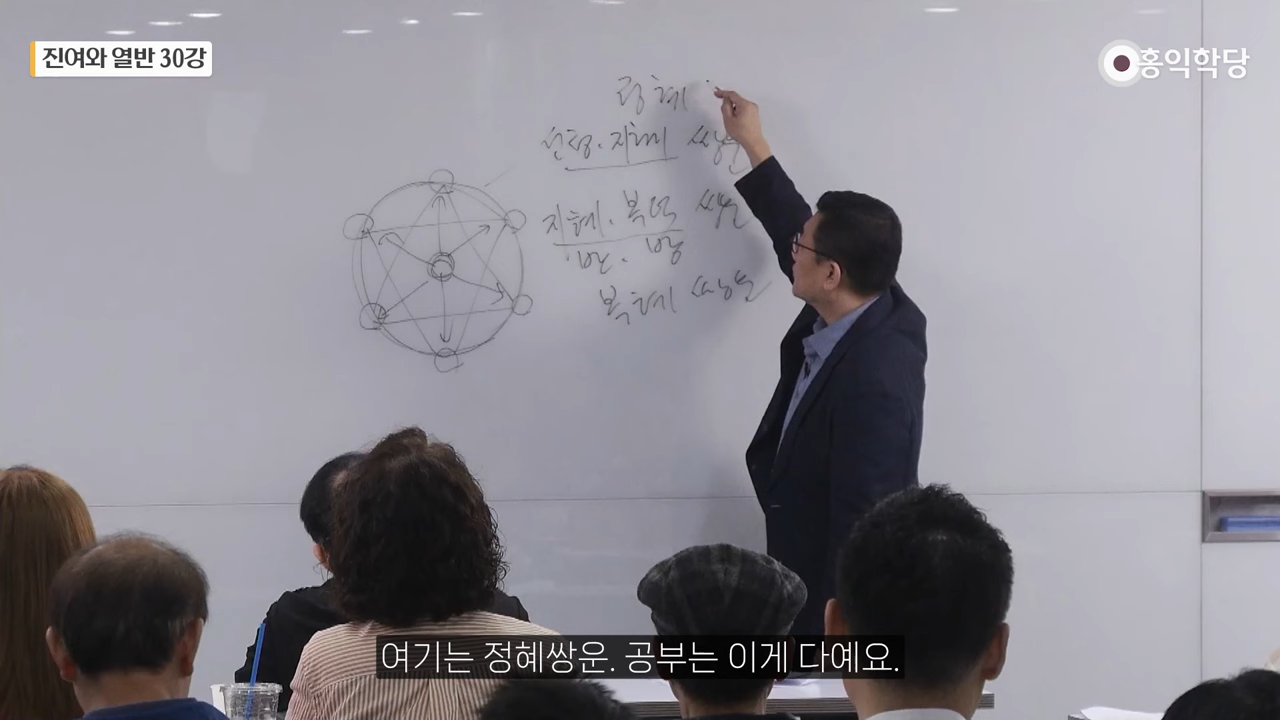 진여와 열반 30강
홍익학당
정혜
선정·지혜 쌍운
지혜·복덕 쌍운
반·방
복혜 쌍운
여기는 정혜쌍운. 공부는 이게 다예요.